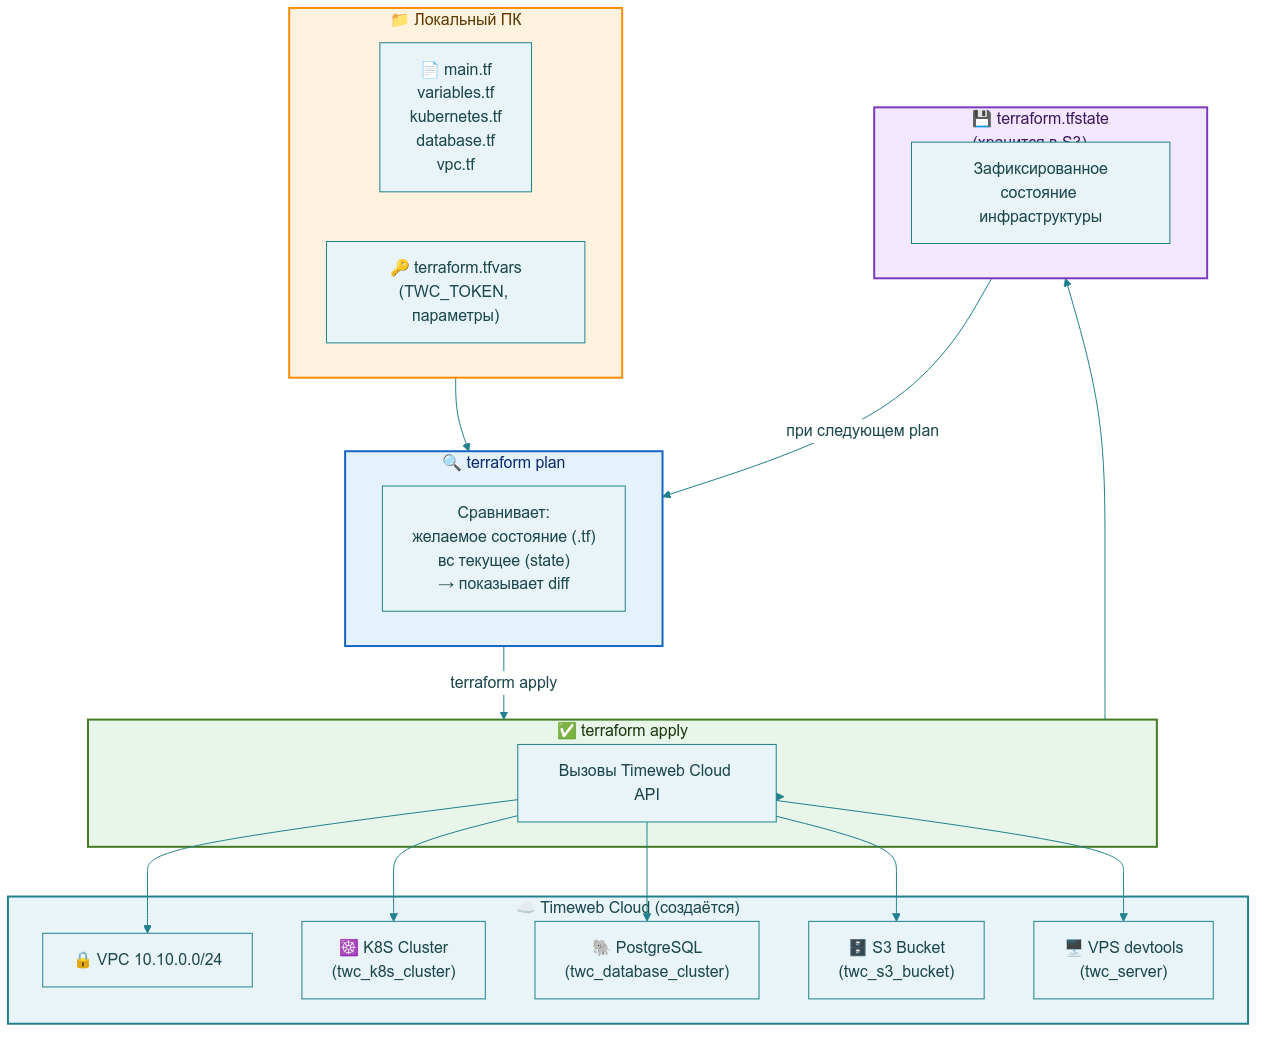 📁 Локальный ПК
📄 main.tf
variables.tf
kubernetes.tf
database.tf
vpc.tf
🔑 terraform.tfvars
(TWC_TOKEN,
параметры)
💾 terraform.tfstate
(хранится в S3)
Зафиксированное
состояние
инфраструктуры
при следующем plan
🔍 terraform plan
Сравнивает:
желаемое состояние (.tf)
вс текущее (state)
→ показывает diff
terraform apply
✅ terraform apply
Вызовы Timeweb Cloud
API
☁️ Timeweb Cloud (создаётся)
🔒 VPC 10.10.0.0/24
☸️ K8S Cluster
(twc_k8s_cluster)
🐘 PostgreSQL
(twc_database_cluster)
🗄️ S3 Bucket
(twc_s3_bucket)
🖥️ VPS devtools
(twc_server)